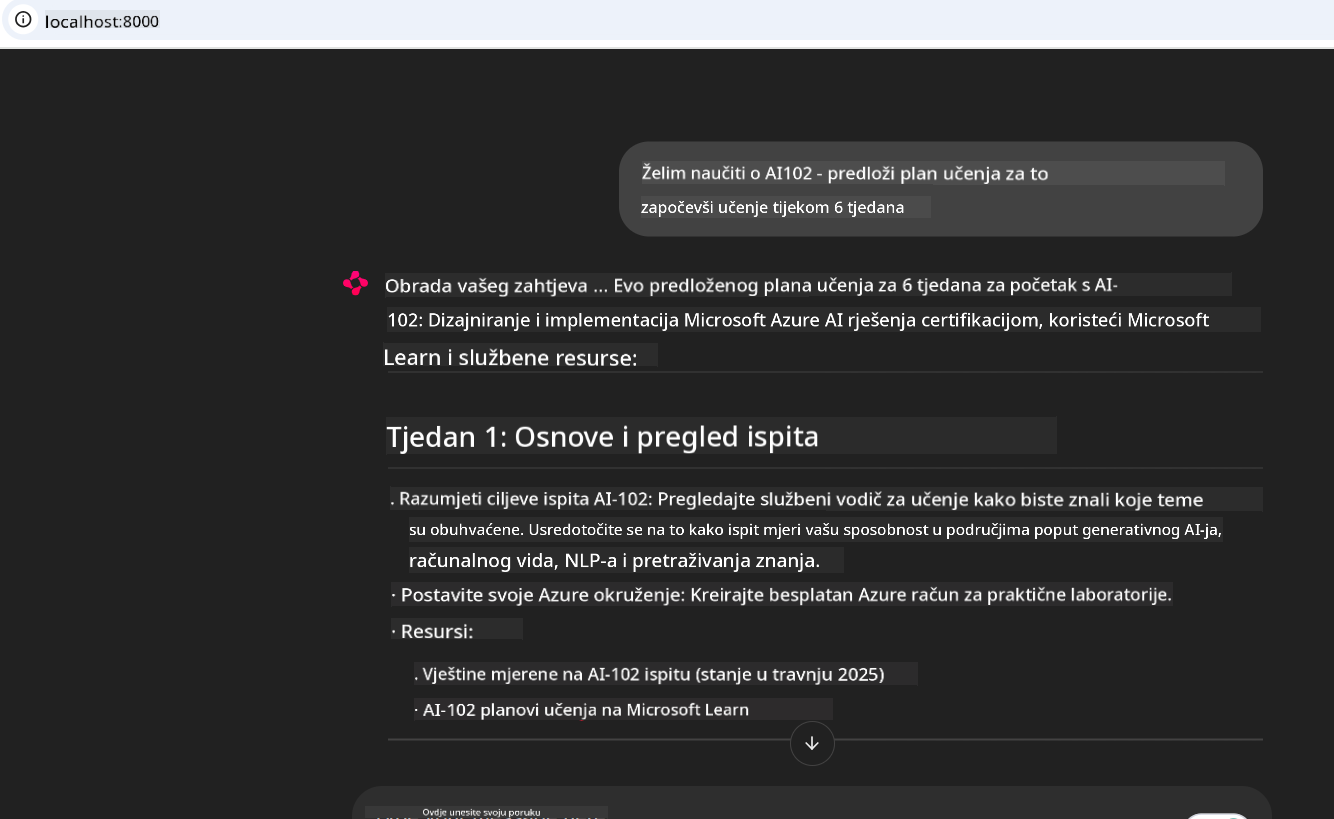 localhost:8000
Želim naučiti o AI102 - predloži plan učenja za to
započevši učenje tijekom 6 tjedana
Obrada vašeg zahtjeva ... Evo predloženog plana učenja za 6 tjedana za početak s AI-
102: Dizajniranje i implementacija Microsoft Azure AI rješenja certifikacijom, koristeći Microsoft
Learn i službene resurse:
Tjedan 1: Osnove i pregled ispita
. Razumjeti ciljeve ispita AI-102: Pregledajte službeni vodič za učenje kako biste znali koje teme
su obuhvaćene. Usredotočite se na to kako ispit mjeri vašu sposobnost u područjima poput generativnog AI-ja,
računalnog vida, NLP-a i pretraživanja znanja.
· Postavite svoje Azure okruženje: Kreirajte besplatan Azure račun za praktične laboratorije.
· Resursi:
. Vještine mjerene na AI-102 ispitu (stanje u travnju 2025)
· AI-102 planovi učenja na Microsoft Learn
Ovdje unesite svoju poruku